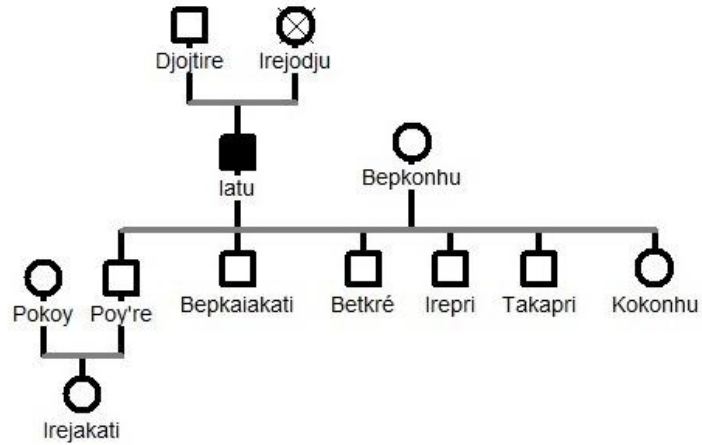 Djojtire Irejodju
Iatu
Bepkonhu
Pokoy Poy're Bepkaiakati Betkré Irepri Takapri Kokonhu
Irejakati